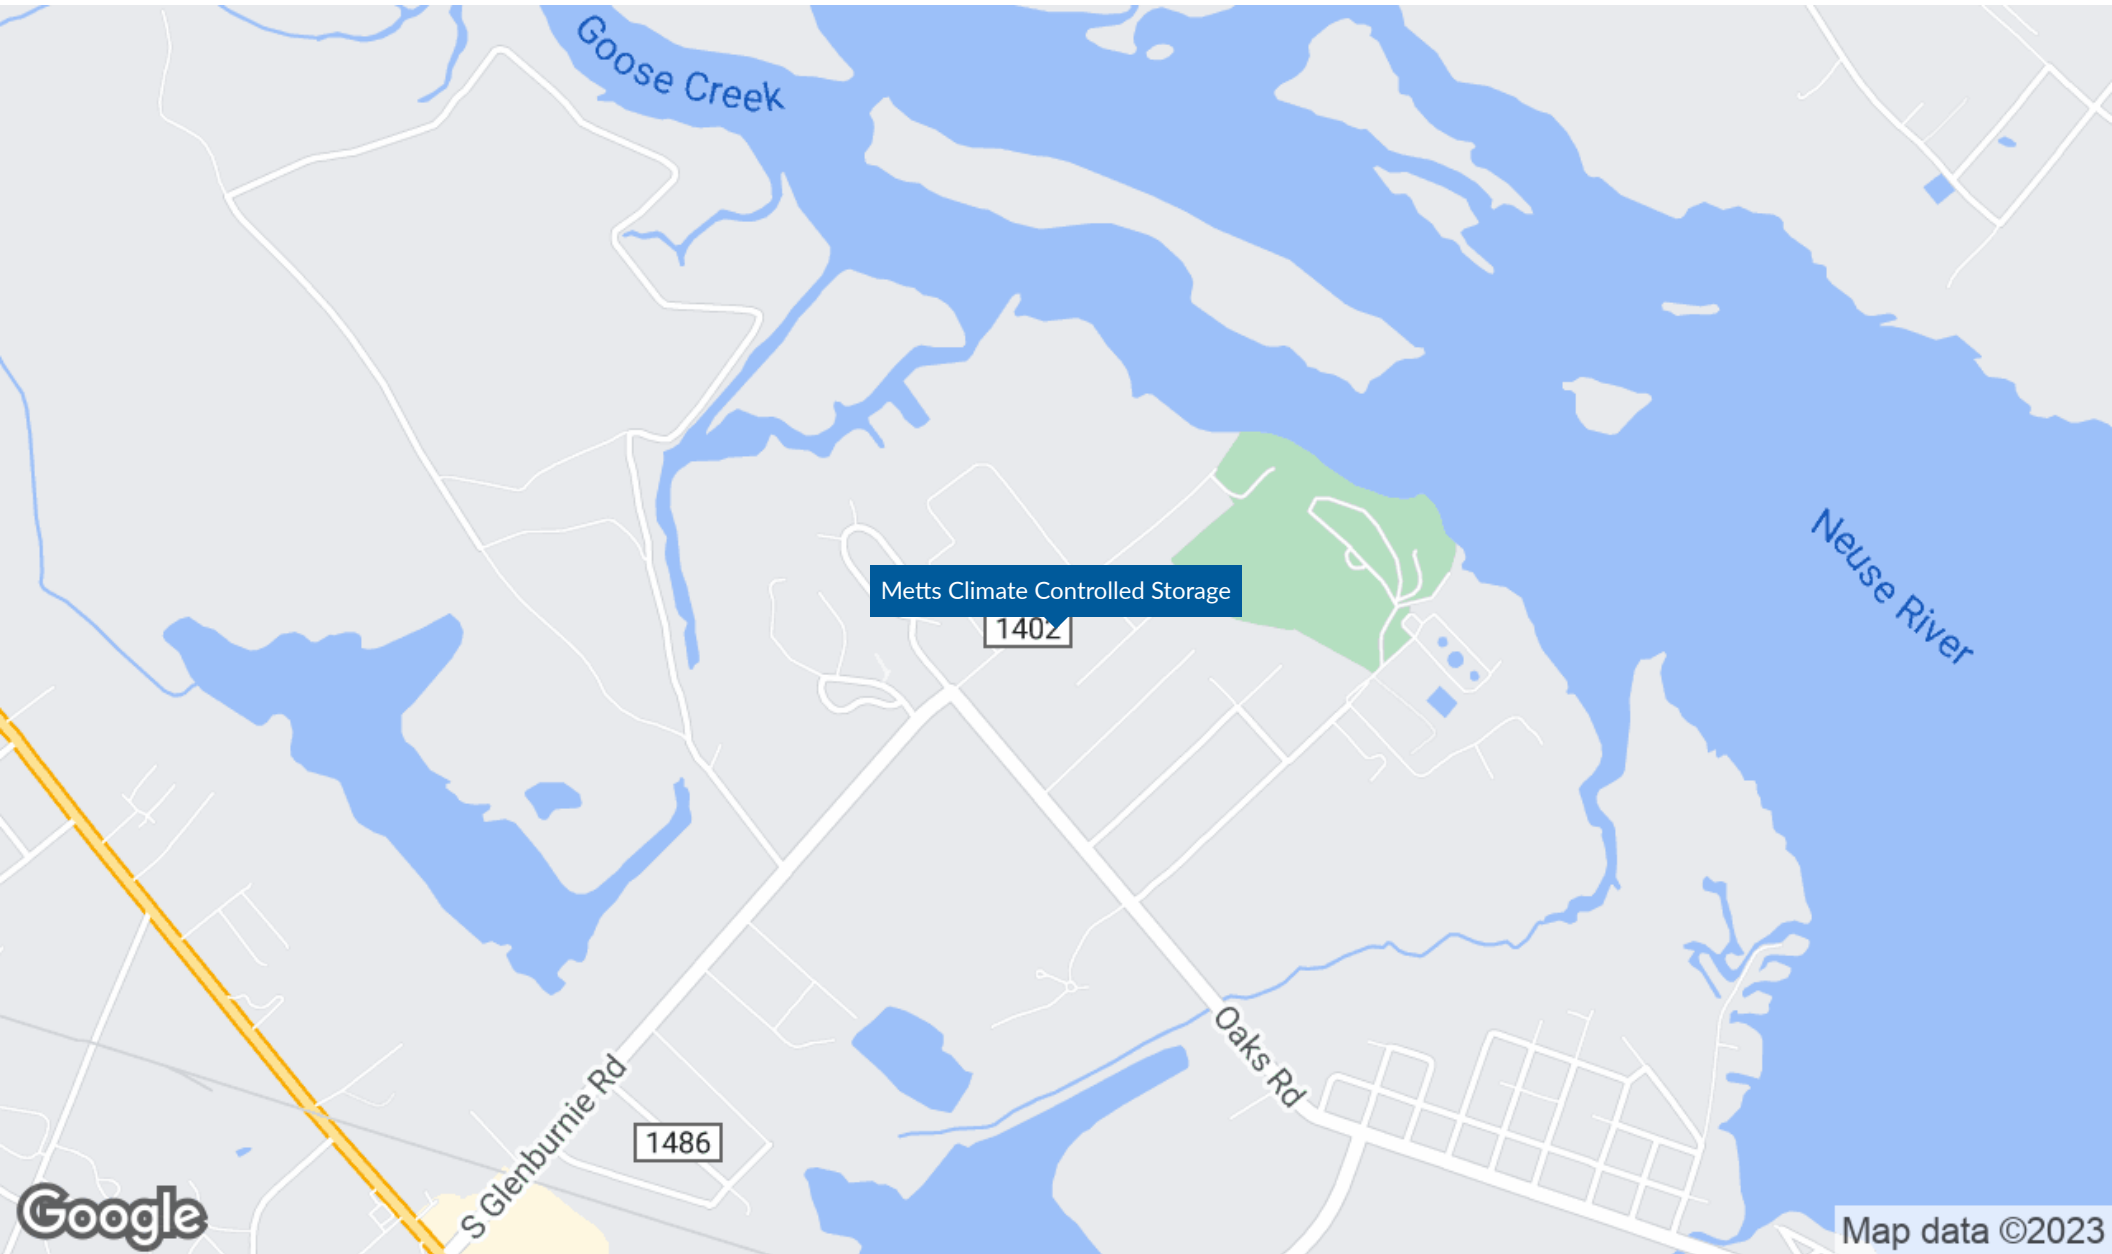 Goose Creek
Neuse River
Metts Climate Controlled Storage
1402
Oaks Rd
S Glenburnie Rd
1486
Google
Map data ©2023